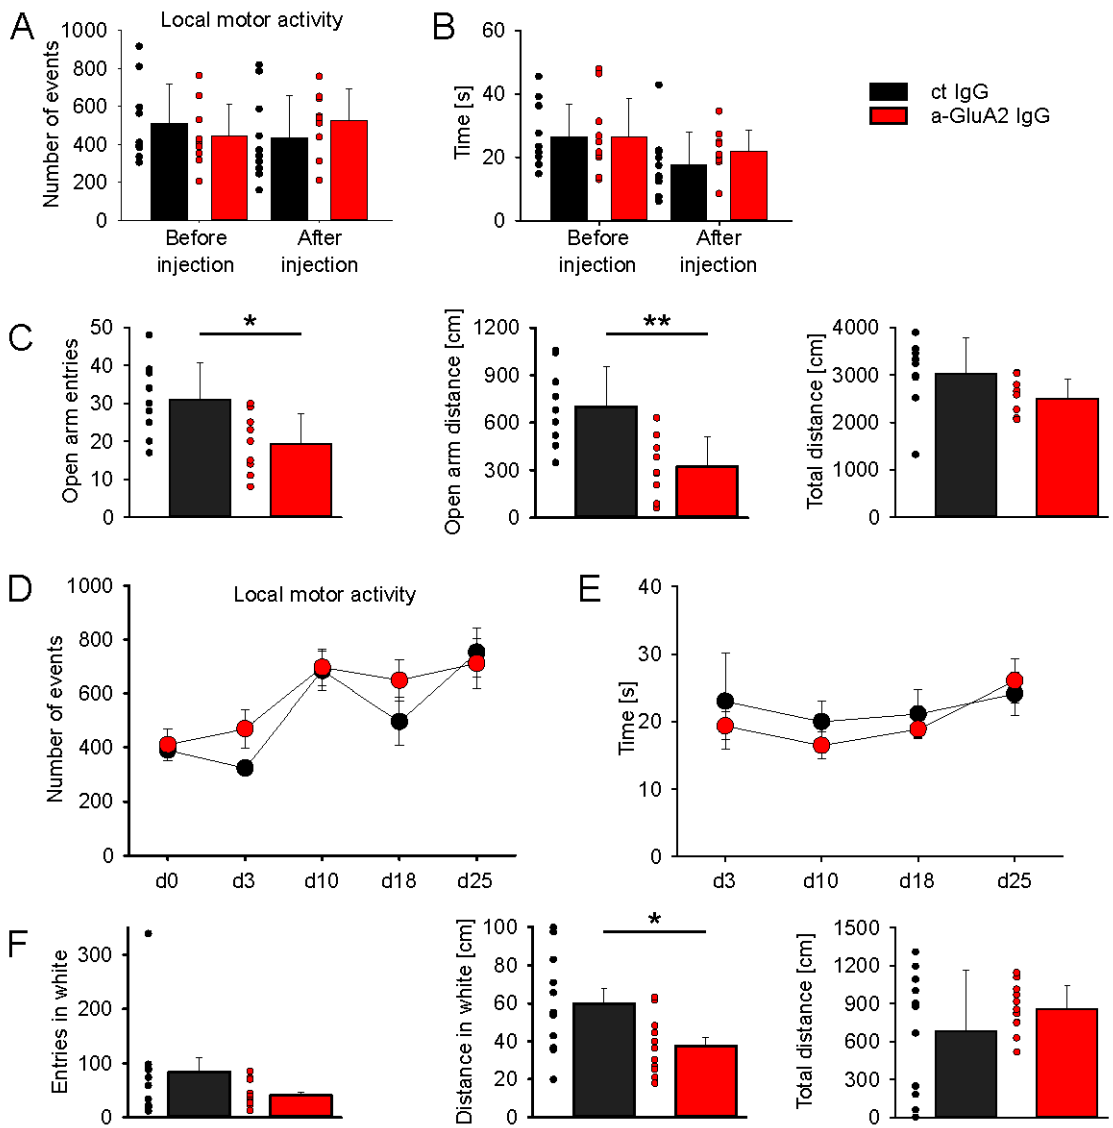 A
Local motor activity
Number of events
1000
800
600
400
200
0
Before injection
After injection
B
Time [s]
60
40
20
0
Before injection
After injection
ct IgG
a-GluA2 IgG
C
Open arm entries
50
40
30
20
10
0
*
Open arm distance [cm]
1200
900
600
300
0
**
Total distance [cm]
4000
3000
2000
1000
0
D
Local motor activity
Number of events
1000
800
600
400
200
0
d0 d3 d10 d18 d25
E
Time [s]
40
30
20
10
0
d3 d10 d18 d25
F
Entries in white
300
200
100
0
Distance in white [cm]
100
80
60
40
20
0
*
Total distance [cm]
1500
1200
900
600
300
0